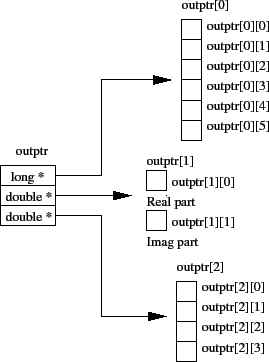 outptr[0]
outptr[0][0]
outptr[0][1]
outptr[0][2]
outptr[0][3]
outptr[0][4]
outptr[0][5]
outptr
long *
double *
double *
outptr[1]
outptr[1][0]
Real part
outptr[1][1]
Imag part
outptr[2]
outptr[2][0]
outptr[2][1]
outptr[2][2]
outptr[2][3]